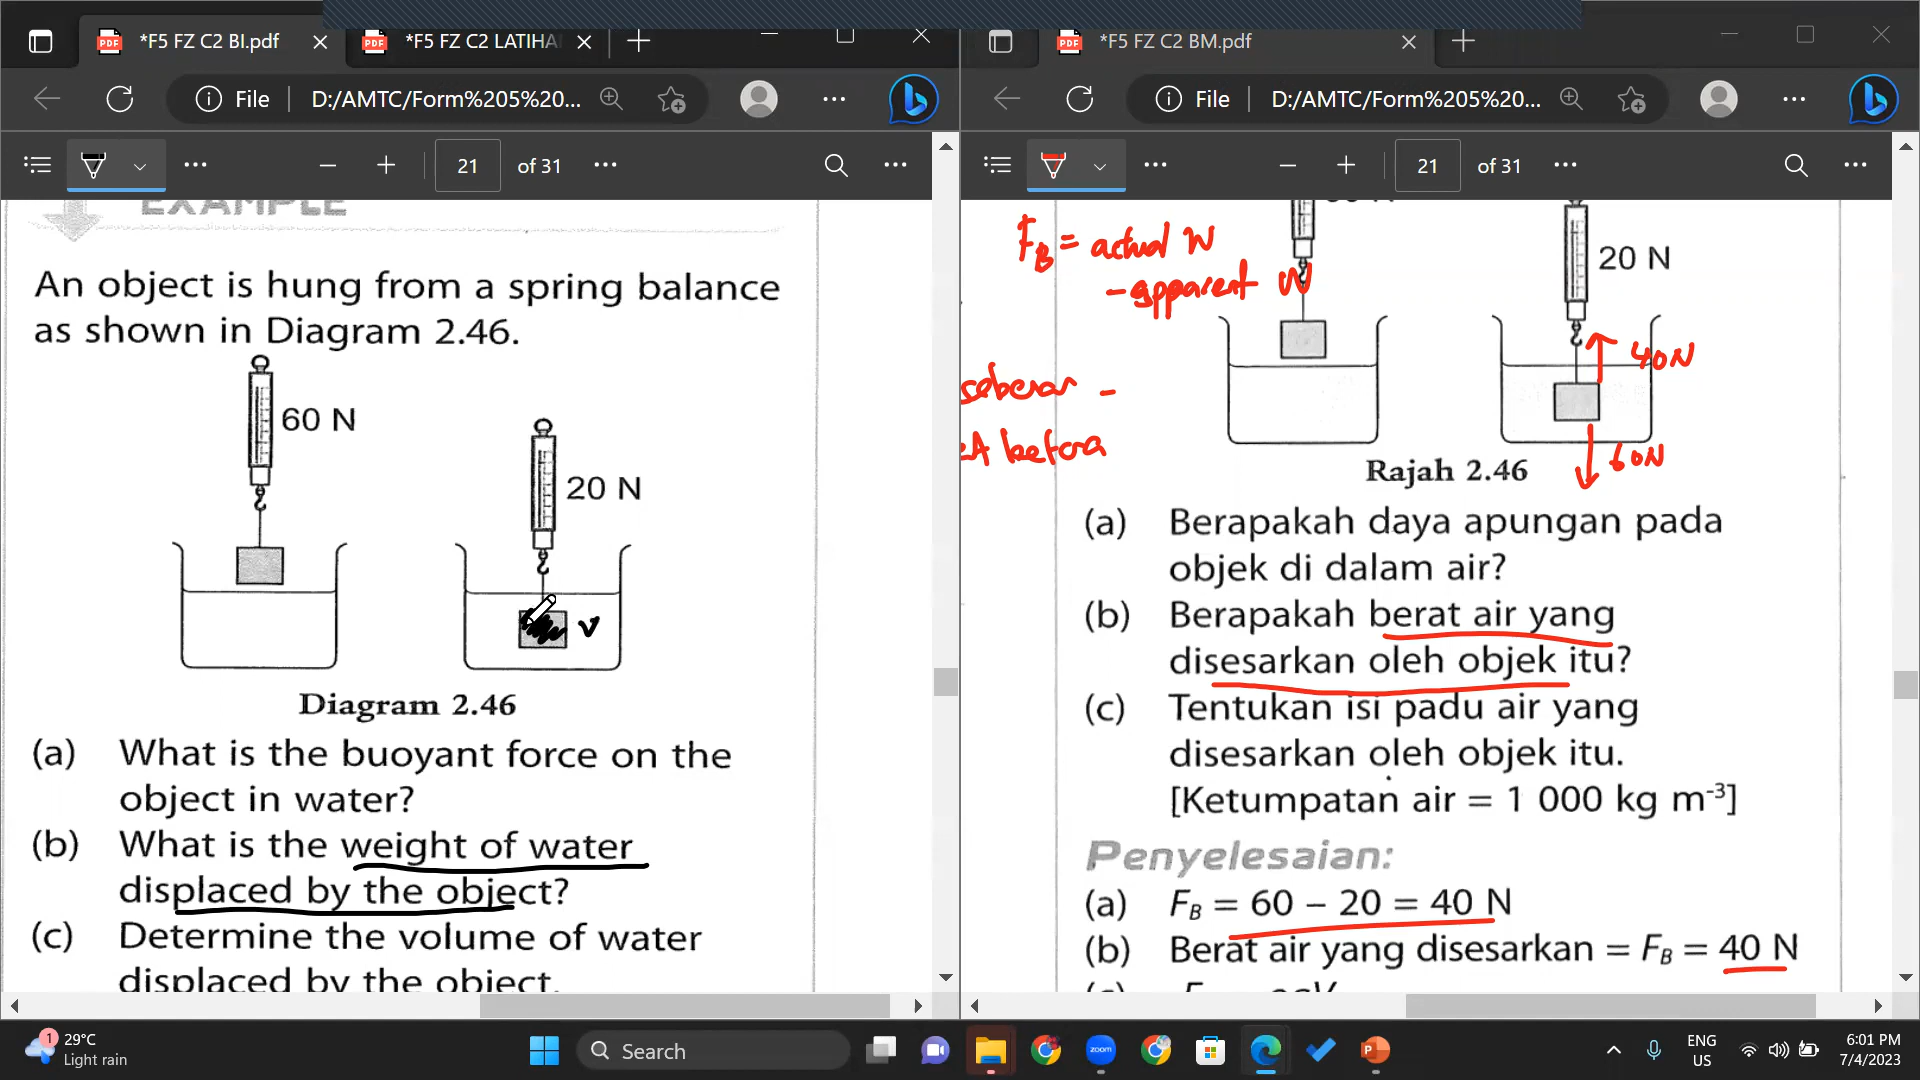 *F5 FZ C2 BI.pdf
*F5 FZ C2 LATIHA
File
D:/AMTC/Form%205%20...
21
of 31
EXAMPLE
An object is hung from a spring balance
as shown in Diagram 2.46.
60 N
20 N
V
Diagram 2.46
(a) What is the buoyant force on the
object in water?
(b) What is the weight of water
displaced by the object?
(c) Determine the volume of water
displaced by the object.
*F5 FZ C2 BM.pdf
File
D:/AMTC/Form%205%20...
21
of 31
FB = actual W
- apparent W
20 N
40N
60N
sebenar -
ketara
Rajah 2.46
(a) Berapakah daya apungan pada
objek di dalam air?
(b) Berapakah berat air yang
disesarkan oleh objek itu?
(c) Tentukan isi padu air yang
disesarkan oleh objek itu.
[Ketumpatan air = 1 000 kg m⁻³]
Penyelesaian:
(a) FB = 60 – 20 = 40 N
(b) Berat air yang disesarkan = FB = 40 N
1
29°C
Light rain
Search
zoom
ENG
US
6:01 PM
7/4/2023